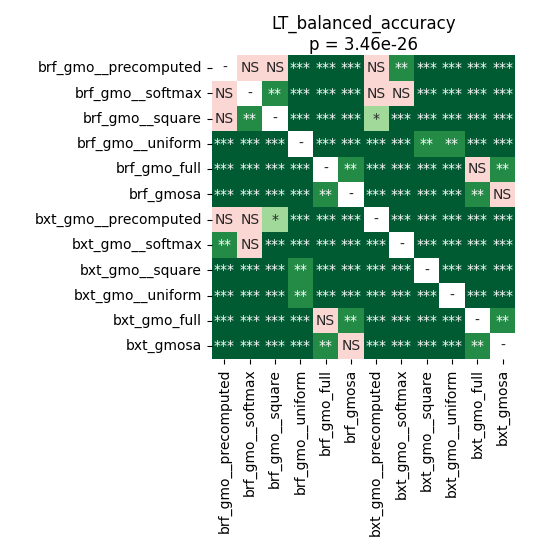 LT_balanced_accuracy
p = 3.46e-26
brf_gmo__precomputed - NS NS *** *** *** NS ** *** *** *** ***
brf_gmo__softmax NS - ** *** *** *** NS NS *** *** *** ***
brf_gmo__square NS ** - *** *** *** * *** *** *** *** ***
brf_gmo__uniform *** *** *** - *** *** *** *** ** ** *** ***
brf_gmo_full *** *** *** *** - ** *** *** *** *** NS **
brf_gmosa *** *** *** *** ** - *** *** *** *** ** NS
bxt_gmo__precomputed NS NS * *** *** *** - *** *** *** *** ***
bxt_gmo__softmax ** NS *** *** *** *** *** - *** *** *** ***
bxt_gmo__square *** *** *** ** *** *** *** *** - *** *** ***
bxt_gmo__uniform *** *** *** ** *** *** *** *** *** - *** ***
bxt_gmo_full *** *** *** *** NS ** *** *** *** *** - **
bxt_gmosa *** *** *** *** ** NS *** *** *** *** ** -
brf_gmo__precomputed
brf_gmo__softmax
brf_gmo__square
brf_gmo__uniform
brf_gmo_full
brf_gmosa
bxt_gmo__precomputed
bxt_gmo__softmax
bxt_gmo__square
bxt_gmo__uniform
bxt_gmo_full
bxt_gmosa